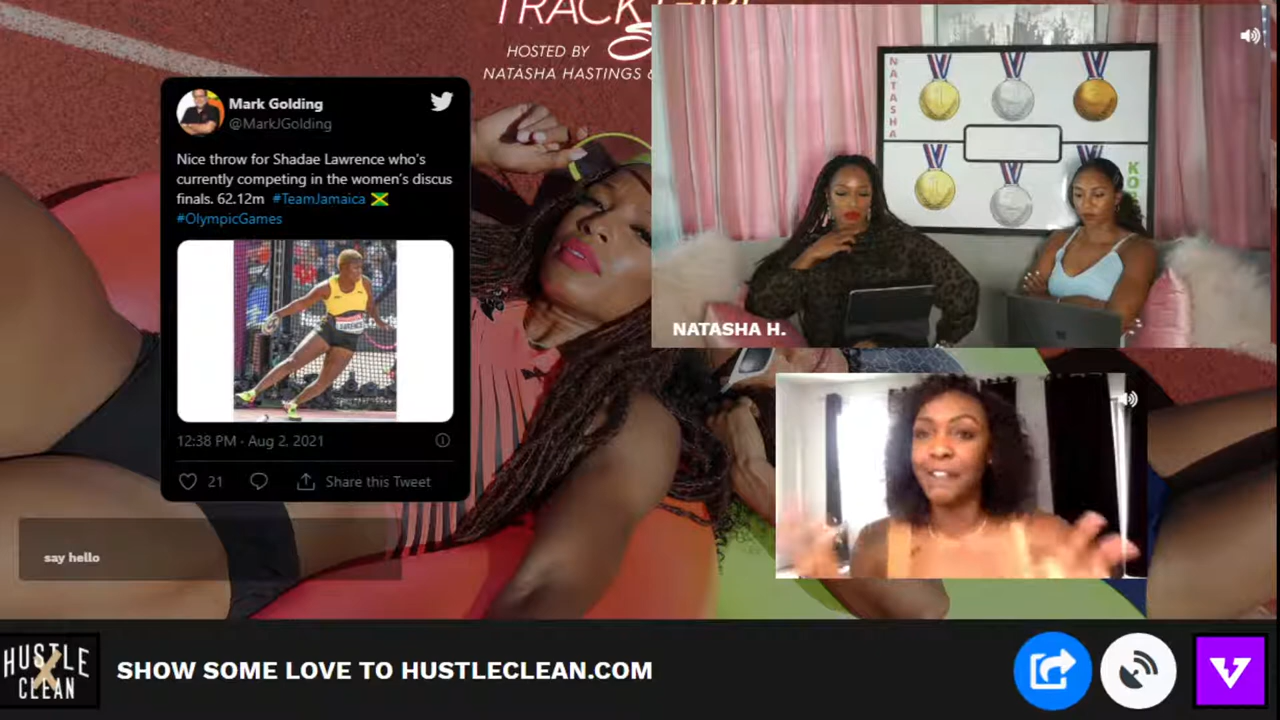 HOSTED BY
NATASHA HASTINGS &
Mark Golding
@MarkJGolding
Nice throw for Shadae Lawrence who's
currently competing in the women's discus
finals. 62.12m #TeamJamaica
#OlympicGames
12:38 PM · Aug 2, 2021
21
Share this Tweet
say hello
NATASHA
NATASHA H.
HUSTLE
CLEAN
SHOW SOME LOVE TO HUSTLECLEAN.COM